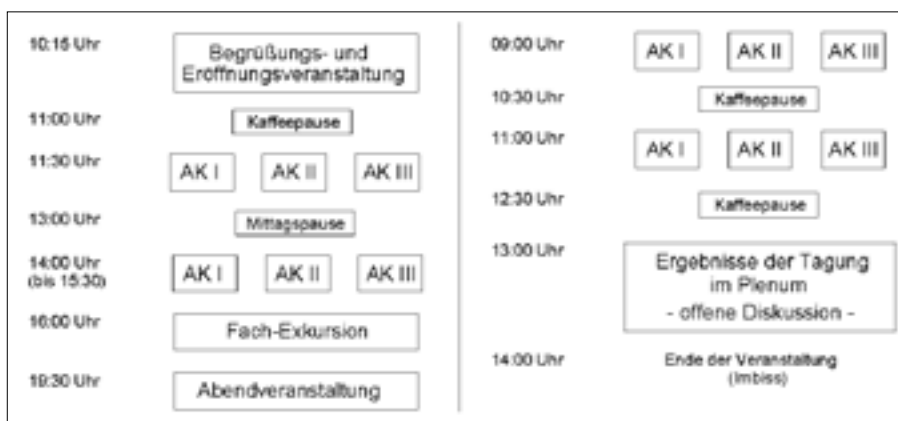 10:15 Uhr
Begrüßungs- und
Eröffnungsveranstaltung
11:00 Uhr
Kaffeepause
11:30 Uhr
AK I AK II AK III
13:00 Uhr
Mittagspause
14:00 Uhr
(bis 15:30)
AK I AK II AK III
16:00 Uhr
Fach-Exkursion
19:30 Uhr
Abendveranstaltung
09:00 Uhr
AK I AK II AK III
10:30 Uhr
Kaffeepause
11:00 Uhr
AK I AK II AK III
12:30 Uhr
Kaffeepause
13:00 Uhr
Ergebnisse der Tagung
im Plenum
- offene Diskussion -
14:00 Uhr
Ende der Veranstaltung
(Imbiss)